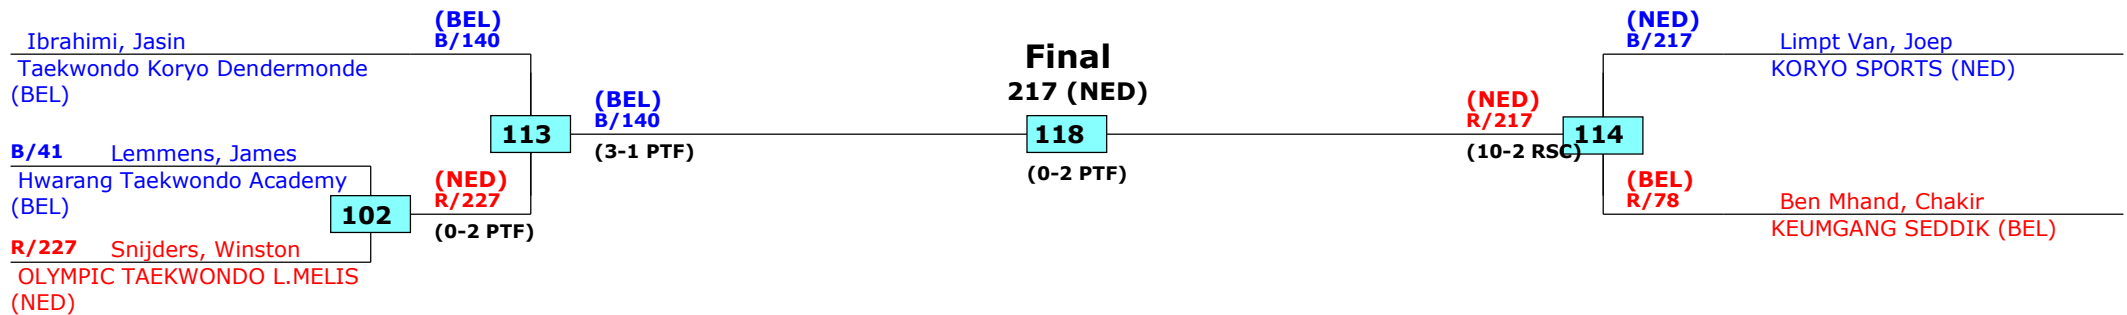 (BEL)
B/140
Ibrahimi, Jasin
Taekwondo Koryo Dendermonde
(BEL)
B/41 Lemmens, James
Hwarang Taekwondo Academy
(BEL)
102
R/227 Snijders, Winston
OLYMPIC TAEKWONDO L.MELIS
(NED)
(NED)
R/227
(0-2 PTF)
113
(BEL)
B/140
(3-1 PTF)
Final
217 (NED)
118
(0-2 PTF)
(NED)
R/217
(10-2 RSC)
114
(NED)
B/217 Limpt Van, Joep
KORYO SPORTS (NED)
(BEL)
R/78 Ben Mhand, Chakir
KEUMGANG SEDDIK (BEL)